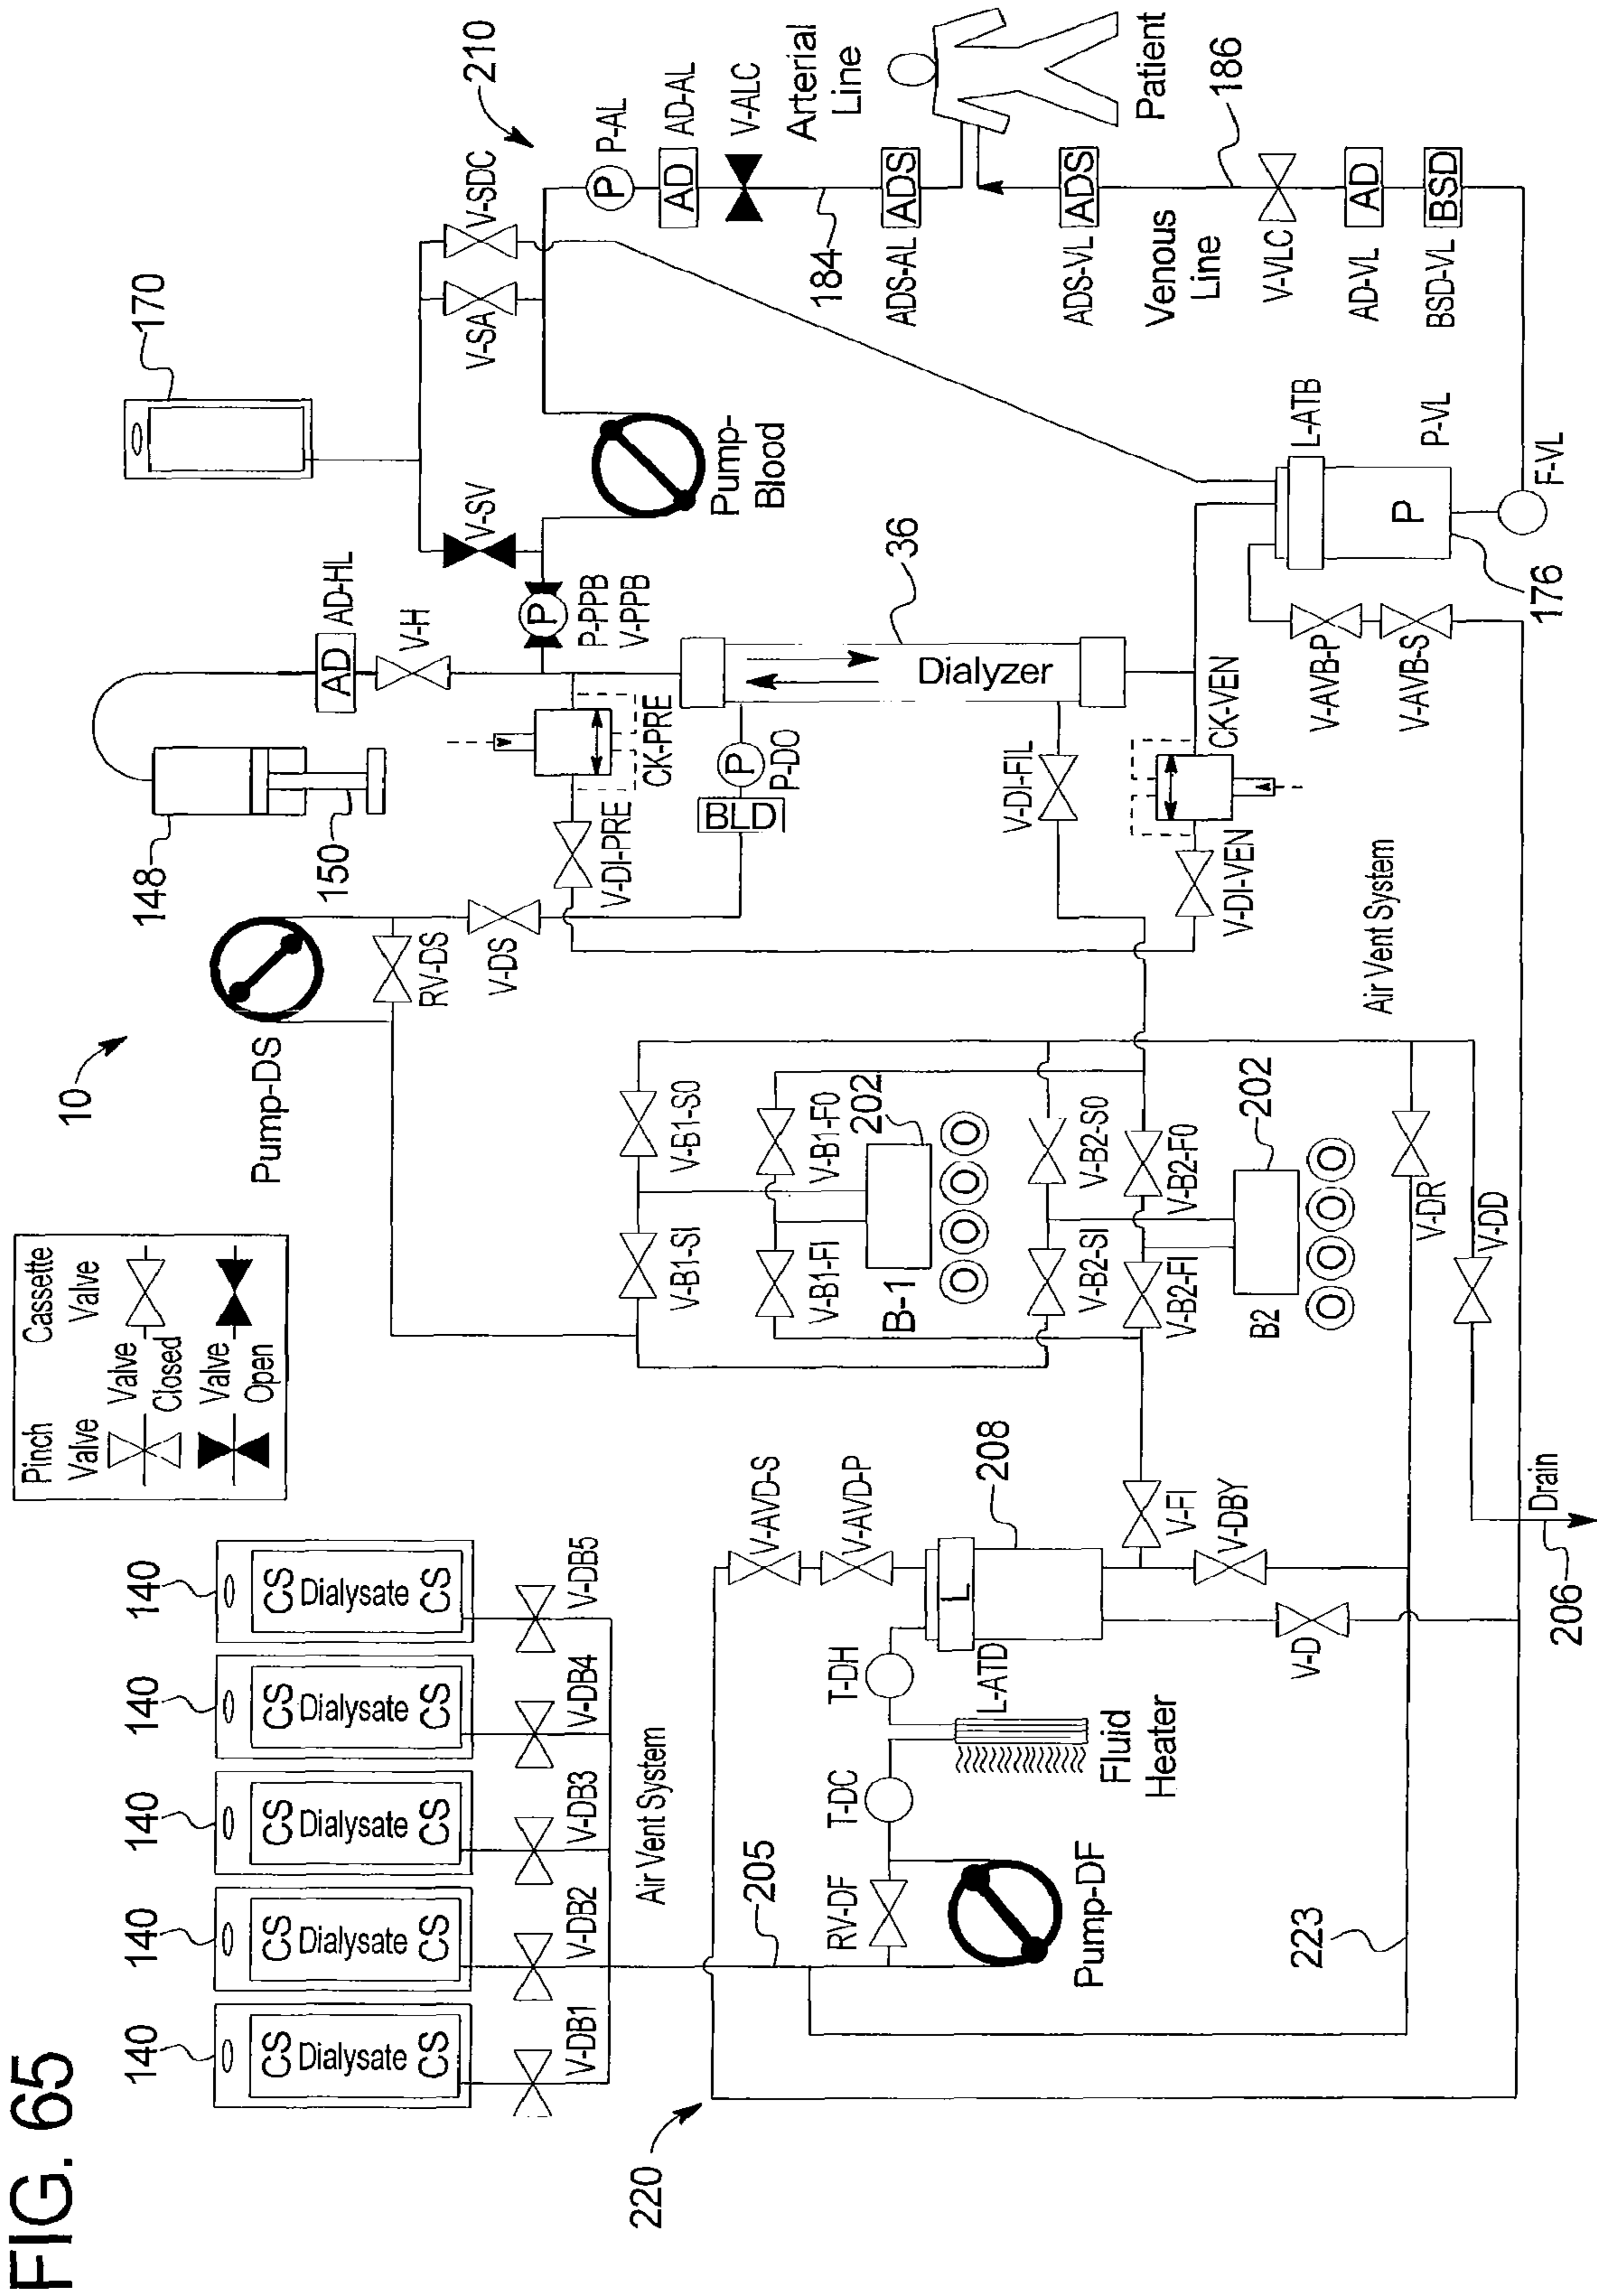 FIG. 65
10
Pinch Valve
Cassette Valve
Valve Closed
Valve Open
140
140
140
140
140
CS Dialysate CS
CS Dialysate CS
CS Dialysate CS
CS Dialysate CS
CS Dialysate CS
V-DB1
V-DB2
V-DB3
V-DB4
V-DB5
Air Vent System
220
205
RV-DF
Pump-DF
T-DC
T-DH
Fluid Heater
L-ATD
L
208
V-AVD-S
V-AVD-P
V-FI
V-DBY
V-D
223
206
Drain
Pump-DS
RV-DS
V-DS
V-B1-SI
V-B1-S0
V-B1-FI
V-B1-F0
B-1
202
O O O O
V-B2-SI
V-B2-S0
V-B2-FI
V-B2-F0
B2
202
O O O O
V-DR
V-DD
Air Vent System
148
150
AD
AD-HL
V-H
CK-PRE
V-DI-PRE
BLD
P
P-DO
V-DI-FIL
Dialyzer
36
CK-VEN
V-DI-VEN
170
V-SV
V-SA
V-SDC
210
P
P-PPB
V-PPB
Pump-Blood
P
P-AL
AD
AD-AL
V-ALC
Arterial Line
184
ADS
ADS-AL
Patient
ADS
ADS-VL
Venous Line
186
V-VLC
AD
AD-VL
BSD
BSD-VL
L-ATB
P
P-VL
F-VL
176
V-AVB-P
V-AVB-S